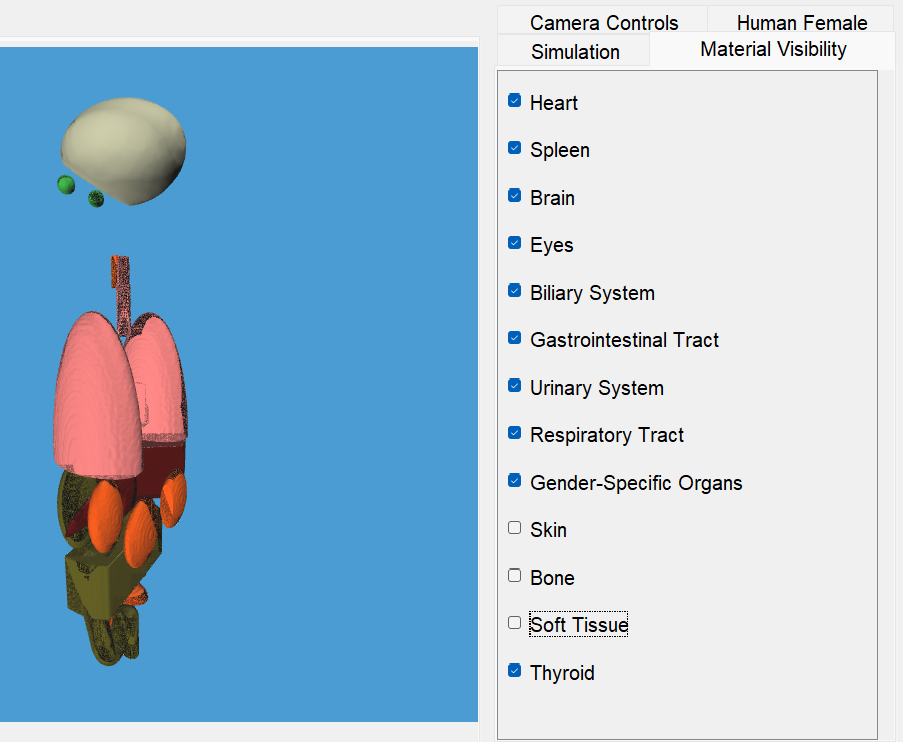 Camera Controls
Human Female
Simulation
Material Visibility
Heart
Spleen
Brain
Eyes
Biliary System
Gastrointestinal Tract
Urinary System
Respiratory Tract
Gender-Specific Organs
Skin
Bone
Soft Tissue
Thyroid